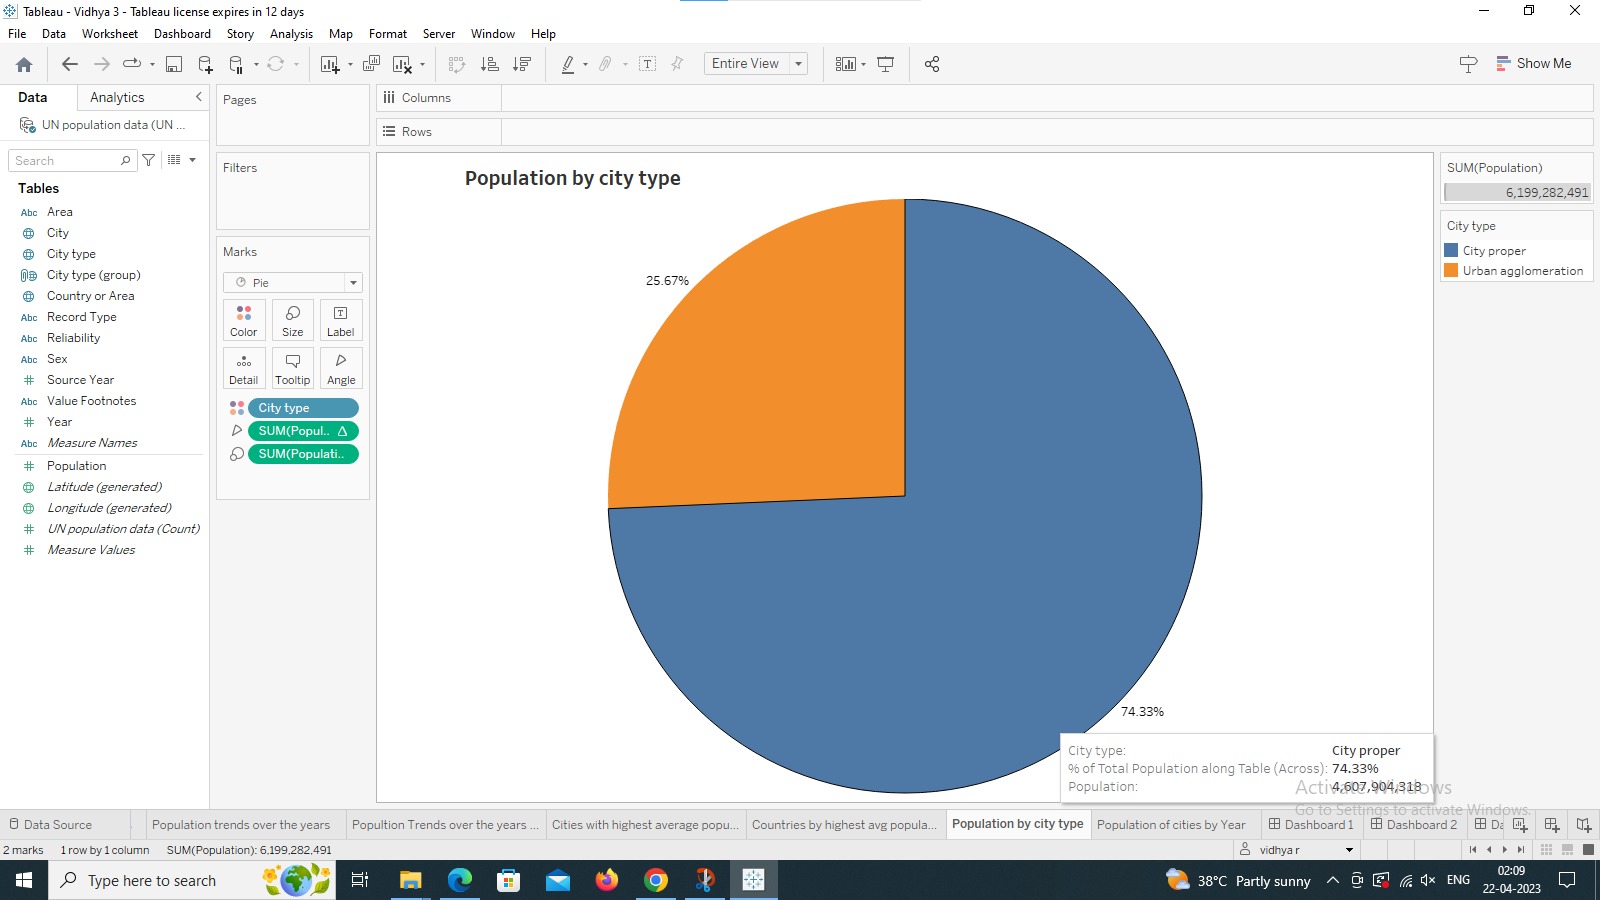 Tableau - Vidhya 3 - Tableau license expires in 12 days
File Data Worksheet Dashboard Story Analysis Map Format Server Window Help
Entire View
Show Me
Data Analytics
UN population data (UN ...
Search
Tables
Abc Area
City
City type
City type (group)
Country or Area
Abc Record Type
Abc Reliability
Abc Sex
Source Year
Abc Value Footnotes
Year
Abc Measure Names
Population
Latitude (generated)
Longitude (generated)
UN population data (Count)
Measure Values
Pages
Filters
Marks
Pie
Color Size Label
Detail Tooltip Angle
City type
SUM(Popul..
SUM(Populati..
Columns
Rows
Population by city type
25.67%
74.33%
City type: City proper
% of Total Population along Table (Across): 74.33%
Population: 4,607,904,318
SUM(Population)
6,199,282,491
City type
City proper
Urban agglomeration
Activate Windows
Go to Settings to activate Windows.
Data Source Population trends over the years Popultion Trends over the years ... Cities with highest average popu... Countries by highest avg popula... Population by city type Population of cities by Year Dashboard 1 Dashboard 2 Da
2 marks 1 row by 1 column SUM(Population): 6,199,282,491
vidhya r
Type here to search
38°C Partly sunny
ENG
02:09
22-04-2023